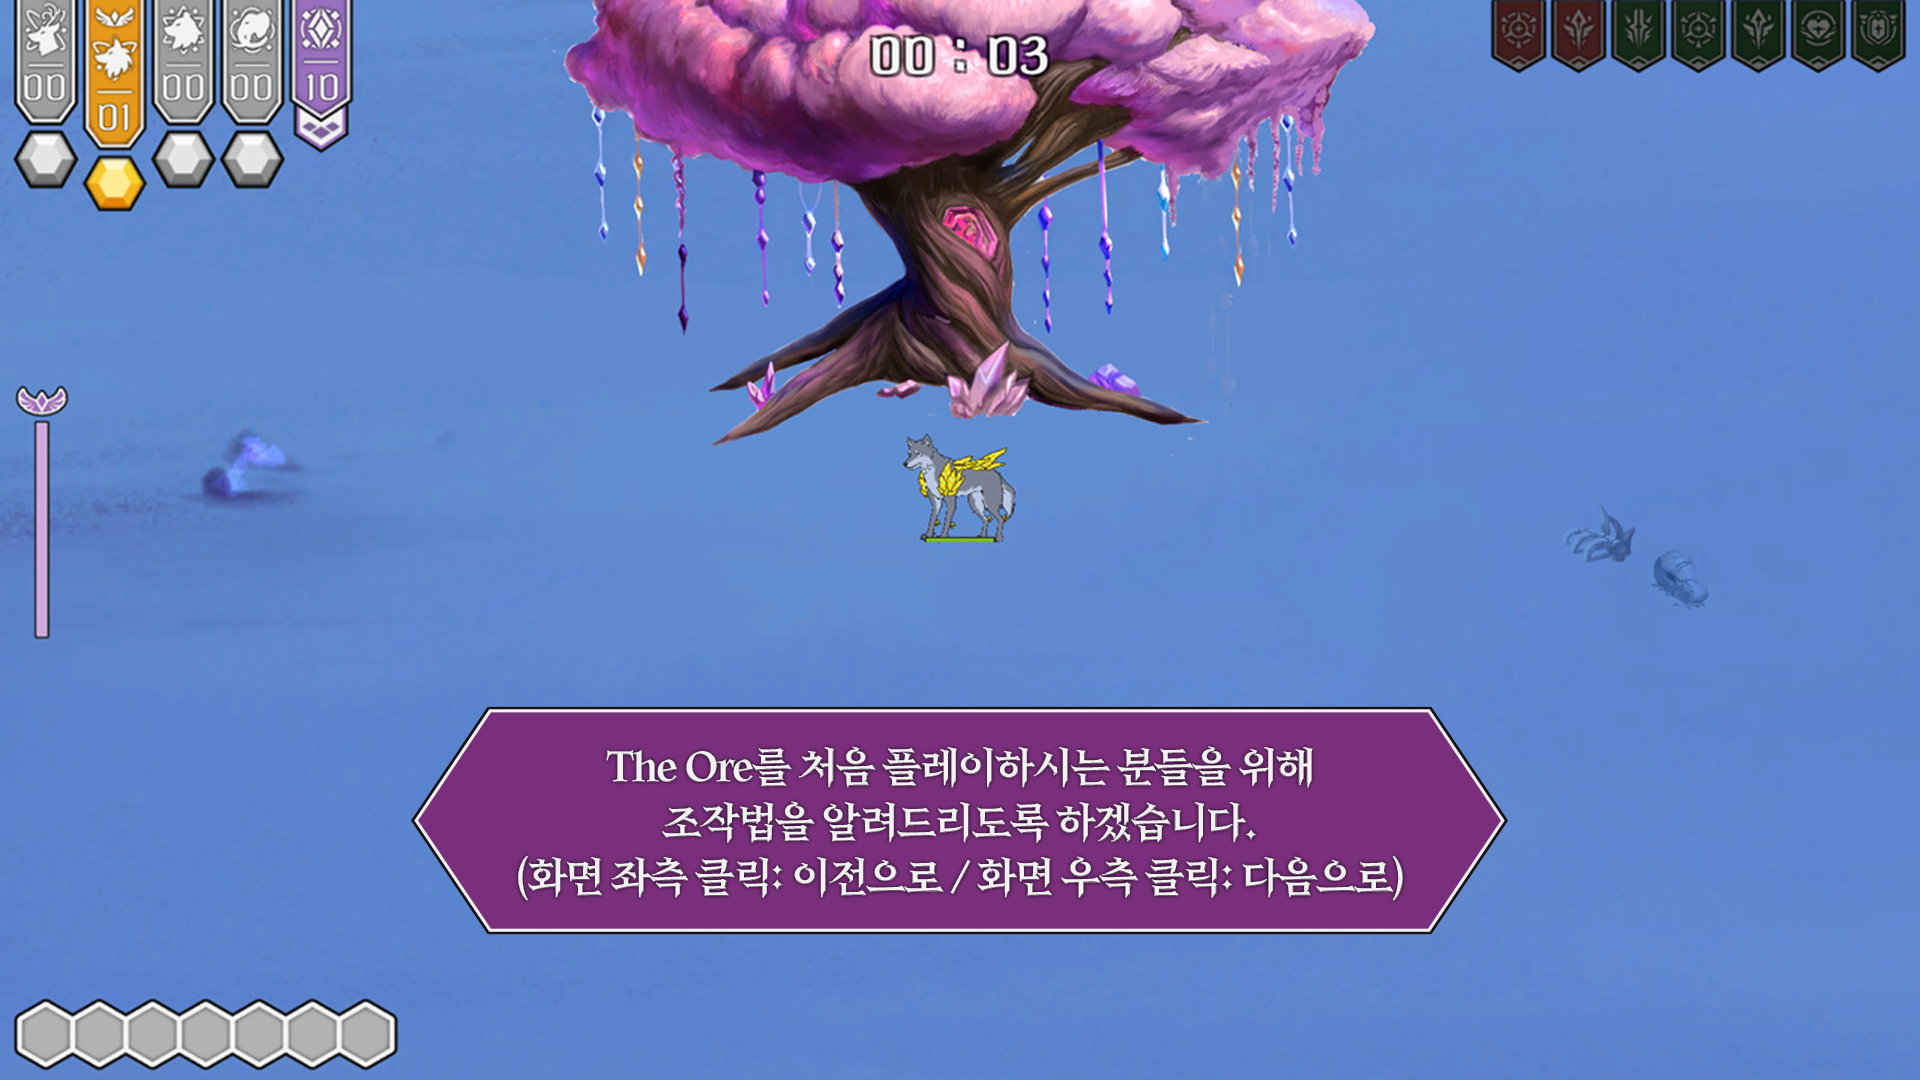 00 01 00 00 10
00 : 03
The Ore를 처음 플레이하시는 분들을 위해
조작법을 알려드리도록 하겠습니다.
(화면 좌측 클릭: 이전으로 / 화면 우측 클릭: 다음으로)